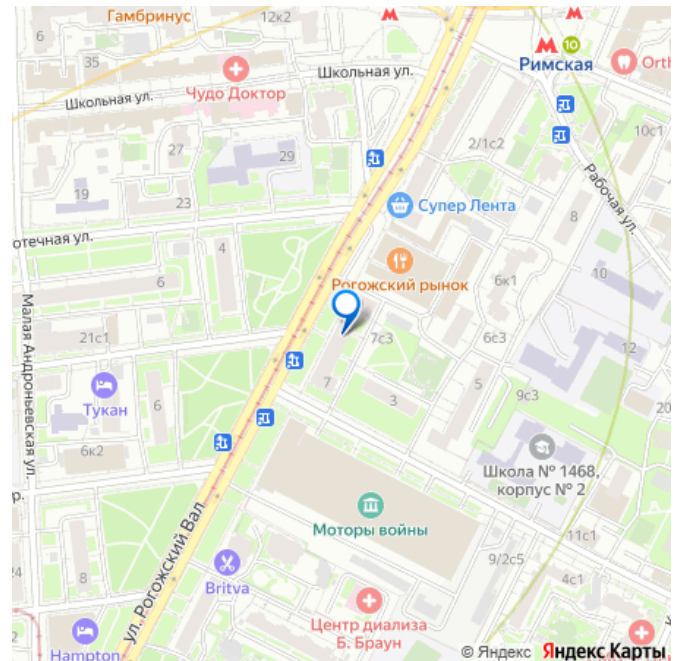 Гамбринус
12к2
6
35
Школьная ул.
Римская
10
Orth
Чудо Доктор
Школьная ул.
10с1
27
29
2/1с2
19
23
Супер Лента
Рабочая ул.
8
отечная ул.
4
Рогожский рынок
10
6
6к1
21с1
7с3
6с3
12
Малая Андроньевская ул.
5
7
9с3
Тукан
6
3
20
6к2
Школа № 1468,
корпус № 2
р.
Моторы войны
11с1
ул. Рогожский Вал
9/2с5
24
8
Britva
4с1
Центр диализа
Б. Браун
Hampton
© Яндекс Яндекс Карты